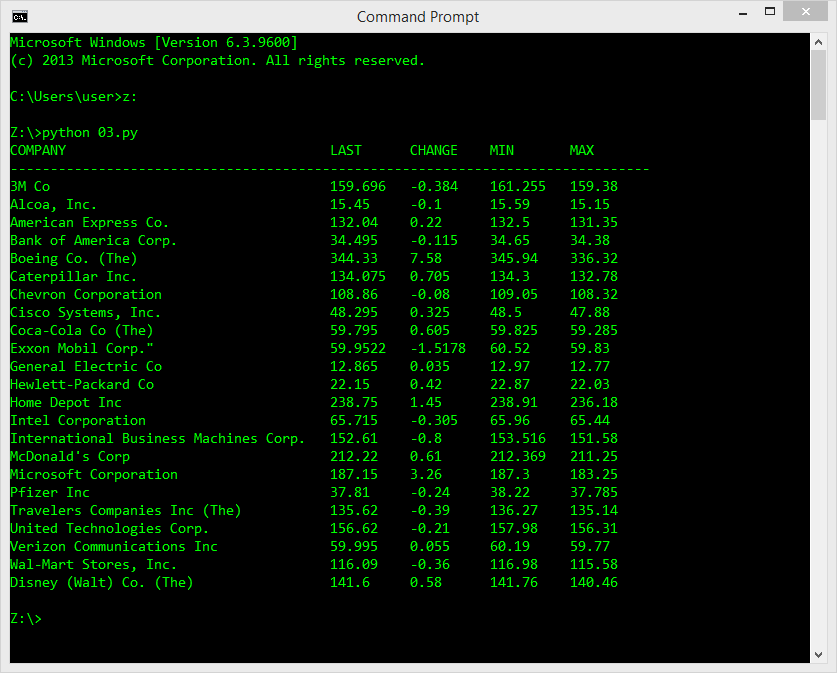 Command Prompt
Microsoft Windows [Version 6.3.9600]
(c) 2013 Microsoft Corporation. All rights reserved.
C:\Users\user>z:
Z:\>python 03.py
COMPANY                                 LAST      CHANGE    MIN       MAX
--------------------------------------------------------------------------------
3M Co                                   159.696   -0.384    161.255   159.38
Alcoa, Inc.                             15.45     -0.1      15.59     15.15
American Express Co.                    132.04    0.22      132.5     131.35
Bank of America Corp.                   34.495    -0.115    34.65     34.38
Boeing Co. (The)                        344.33    7.58      345.94    336.32
Caterpillar Inc.                        134.075   0.705     134.3     132.78
Chevron Corporation                     108.86    -0.08     109.05    108.32
Cisco Systems, Inc.                     48.295    0.325     48.5      47.88
Coca-Cola Co (The)                      59.795    0.605     59.825    59.285
Exxon Mobil Corp."                      59.9522   -1.5178   60.52     59.83
General Electric Co                     12.865    0.035     12.97     12.77
Hewlett-Packard Co                      22.15     0.42      22.87     22.03
Home Depot Inc                          238.75    1.45      238.91    236.18
Intel Corporation                       65.715    -0.305    65.96     65.44
International Business Machines Corp.   152.61    -0.8      153.516   151.58
McDonald's Corp                         212.22    0.61      212.369   211.25
Microsoft Corporation                   187.15    3.26      187.3     183.25
Pfizer Inc                              37.81     -0.24     38.22     37.785
Travelers Companies Inc (The)           135.62    -0.39     136.27    135.14
United Technologies Corp.               156.62    -0.21     157.98    156.31
Verizon Communications Inc              59.995    0.055     60.19     59.77
Wal-Mart Stores, Inc.                   116.09    -0.36     116.98    115.58
Disney (Walt) Co. (The)                 141.6     0.58      141.76    140.46
Z:\>